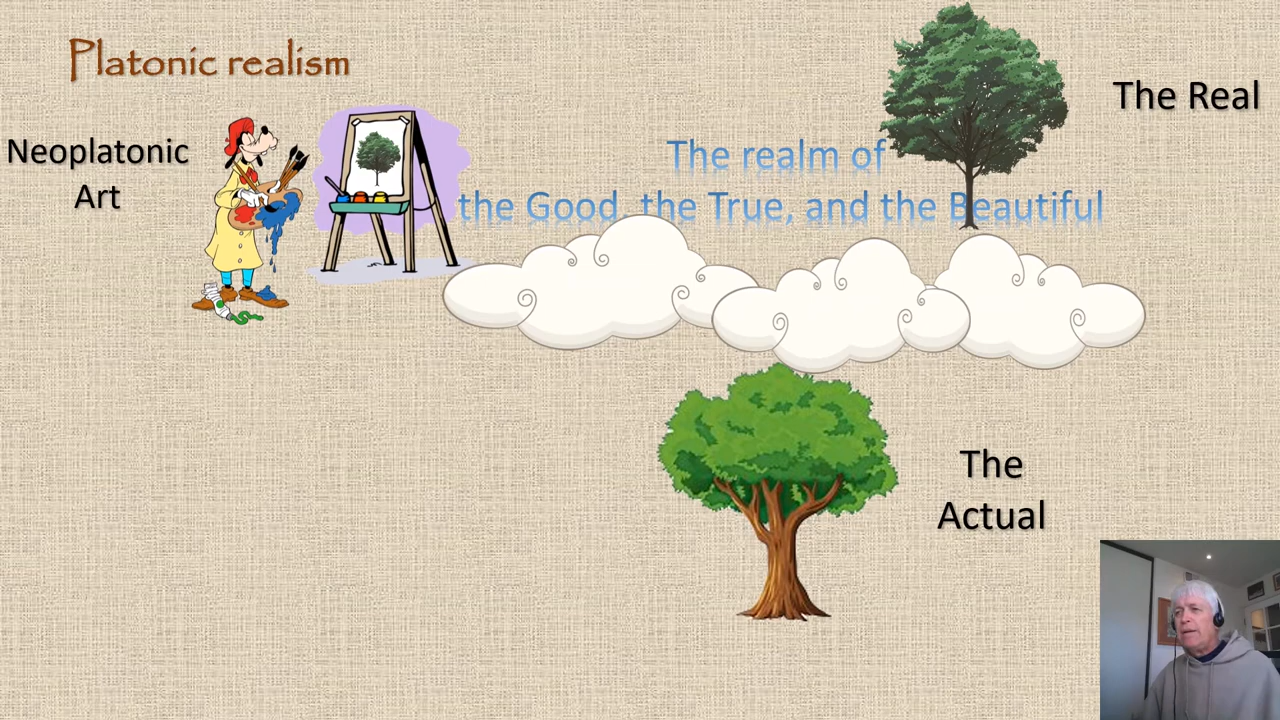 Platonic realism
The Real
Neoplatonic
Art
The realm of
the Good, the True, and the Beautiful
The
Actual